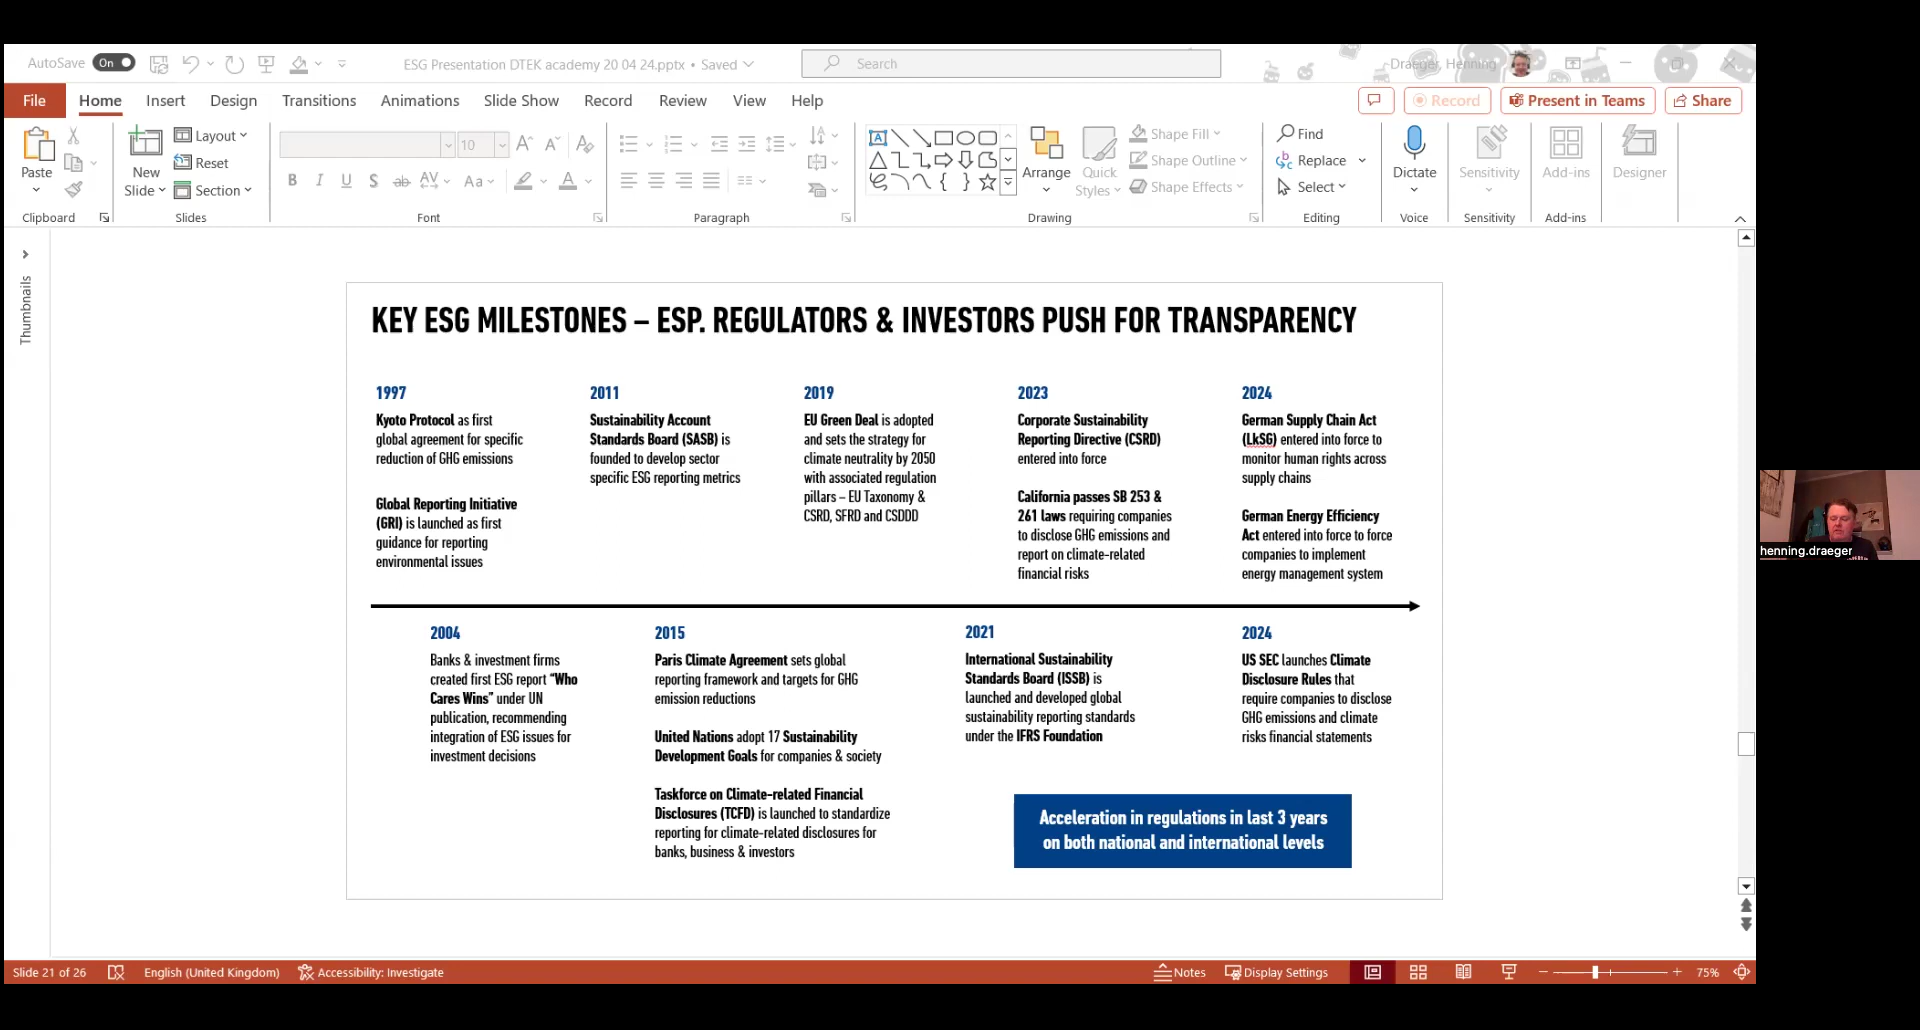 AutoSave On ESG Presentation DTEK academy 20 04 24.pptx • Saved Search Draeger, Henning
File Home Insert Design Transitions Animations Slide Show Record Review View Help Record Present in Teams Share
Paste
New
Slide
Layout
Reset
Section
10
B I U S ab AV Aa A
Arrange
Quick
Styles
Shape Fill
Shape Outline
Shape Effects
Find
Replace
Select
Dictate
Sensitivity
Add-ins
Designer
Clipboard Slides Font Paragraph Drawing Editing Voice Sensitivity Add-ins
Thumbnails
KEY ESG MILESTONES – ESP. REGULATORS & INVESTORS PUSH FOR TRANSPARENCY
1997
Kyoto Protocol as first
global agreement for specific
reduction of GHG emissions
Global Reporting Initiative
(GRI) is launched as first
guidance for reporting
environmental issues
2011
Sustainability Account
Standards Board (SASB) is
founded to develop sector
specific ESG reporting metrics
2019
EU Green Deal is adopted
and sets the strategy for
climate neutrality by 2050
with associated regulation
pillars – EU Taxonomy &
CSRD, SFRD and CSDDD
2023
Corporate Sustainability
Reporting Directive (CSRD)
entered into force
California passes SB 253 &
261 laws requiring companies
to disclose GHG emissions and
report on climate-related
financial risks
2024
German Supply Chain Act
(LkSG) entered into force to
monitor human rights across
supply chains
German Energy Efficiency
Act entered into force to force
companies to implement
energy management system
2004
Banks & investment firms
created first ESG report “Who
Cares Wins” under UN
publication, recommending
integration of ESG issues for
investment decisions
2015
Paris Climate Agreement sets global
reporting framework and targets for GHG
emission reductions
United Nations adopt 17 Sustainability
Development Goals for companies & society
Taskforce on Climate-related Financial
Disclosures (TCFD) is launched to standardize
reporting for climate-related disclosures for
banks, business & investors
2021
International Sustainability
Standards Board (ISSB) is
launched and developed global
sustainability reporting standards
under the IFRS Foundation
2024
US SEC launches Climate
Disclosure Rules that
require companies to disclose
GHG emissions and climate
risks financial statements
Acceleration in regulations in last 3 years
on both national and international levels
henning.draeger
Slide 21 of 26 English (United Kingdom) Accessibility: Investigate Notes Display Settings 75%